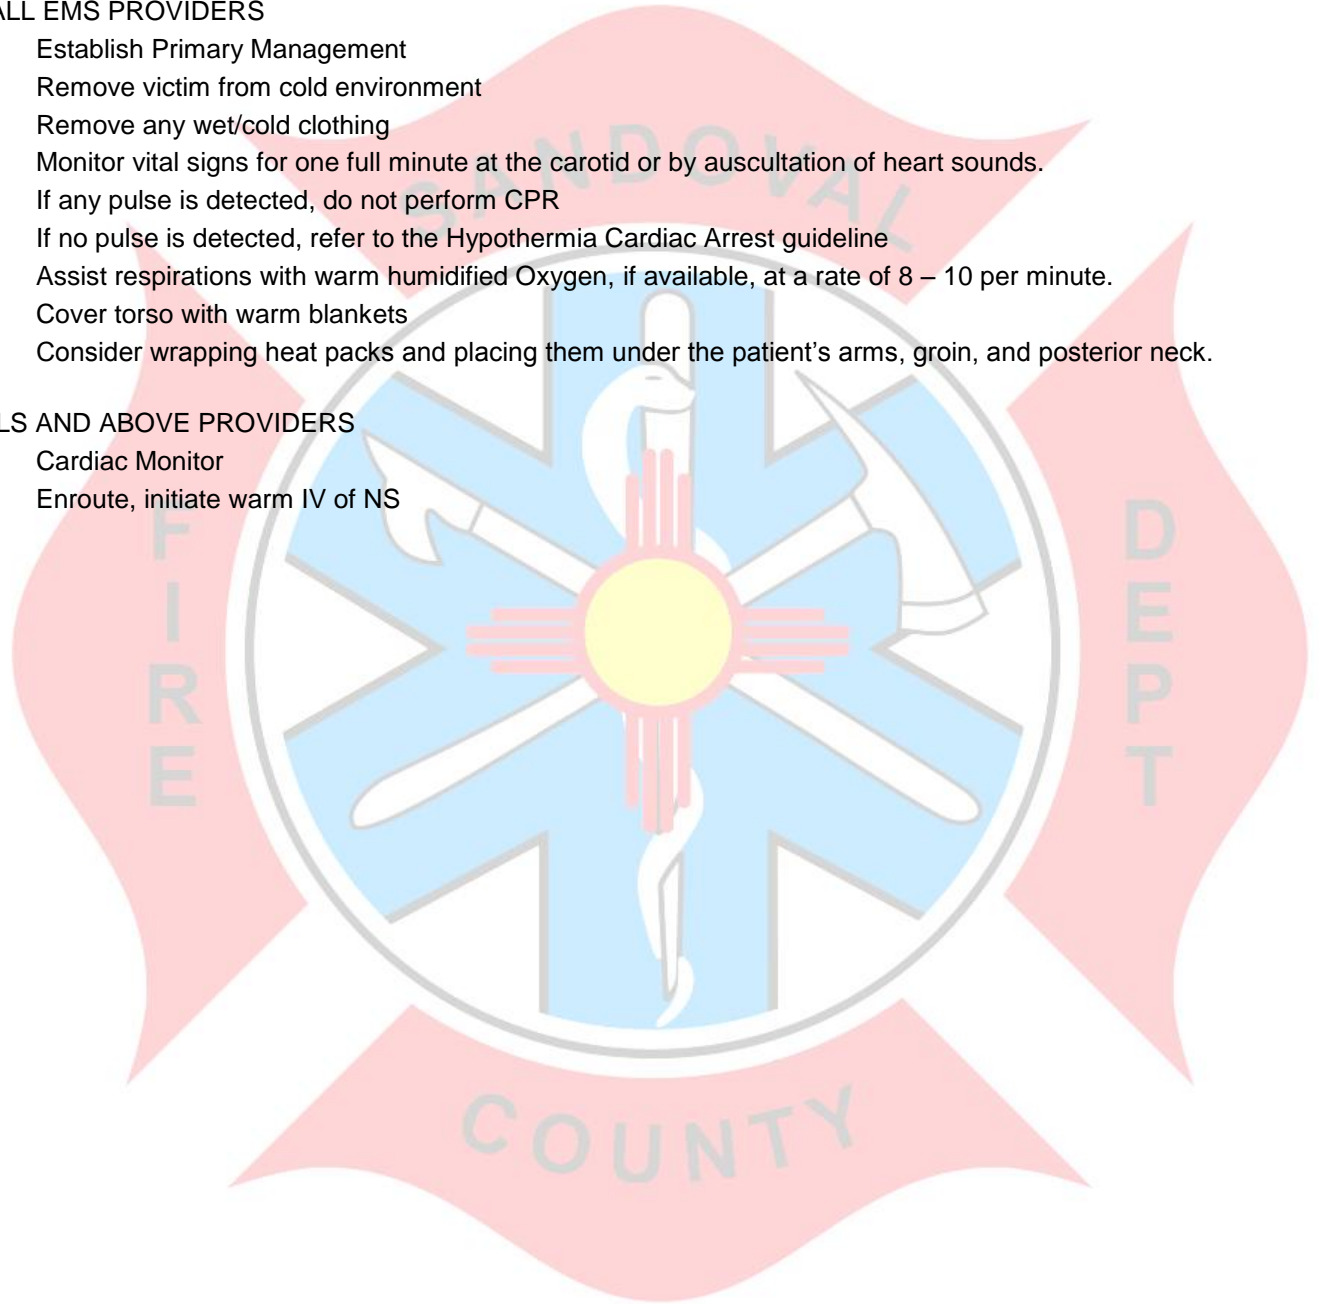 ALL EMS PROVIDERS
Establish Primary Management
Remove victim from cold environment
Remove any wet/cold clothing
Monitor vital signs for one full minute at the carotid or by auscultation of heart sounds.
If any pulse is detected, do not perform CPR
If no pulse is detected, refer to the Hypothermia Cardiac Arrest guideline
Assist respirations with warm humidified Oxygen, if available, at a rate of 8 – 10 per minute.
Cover torso with warm blankets
Consider wrapping heat packs and placing them under the patient’s arms, groin, and posterior neck.
LS AND ABOVE PROVIDERS
Cardiac Monitor
Enroute, initiate warm IV of NS
SANDOVAL
FIRE
DEPT
COUNTY